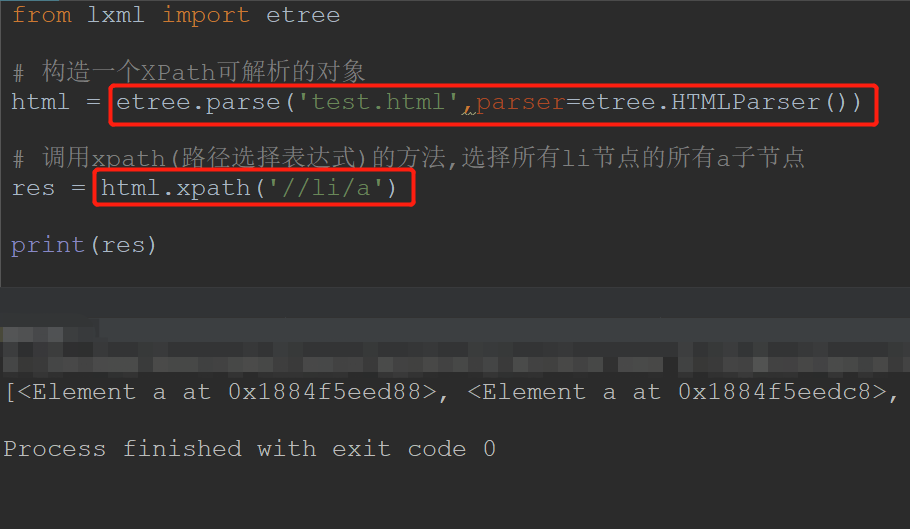 from lxml import etree
# 构造一个XPath可解析的对象
html = etree.parse('test.html',parser=etree.HTMLParser())
# 调用xpath(路径选择表达式)的方法,选择所有li节点的所有a子节点
res = html.xpath('//li/a')
print(res)
[<Element a at 0x1884f5eed88>, <Element a at 0x1884f5eedc8>,
Process finished with exit code 0